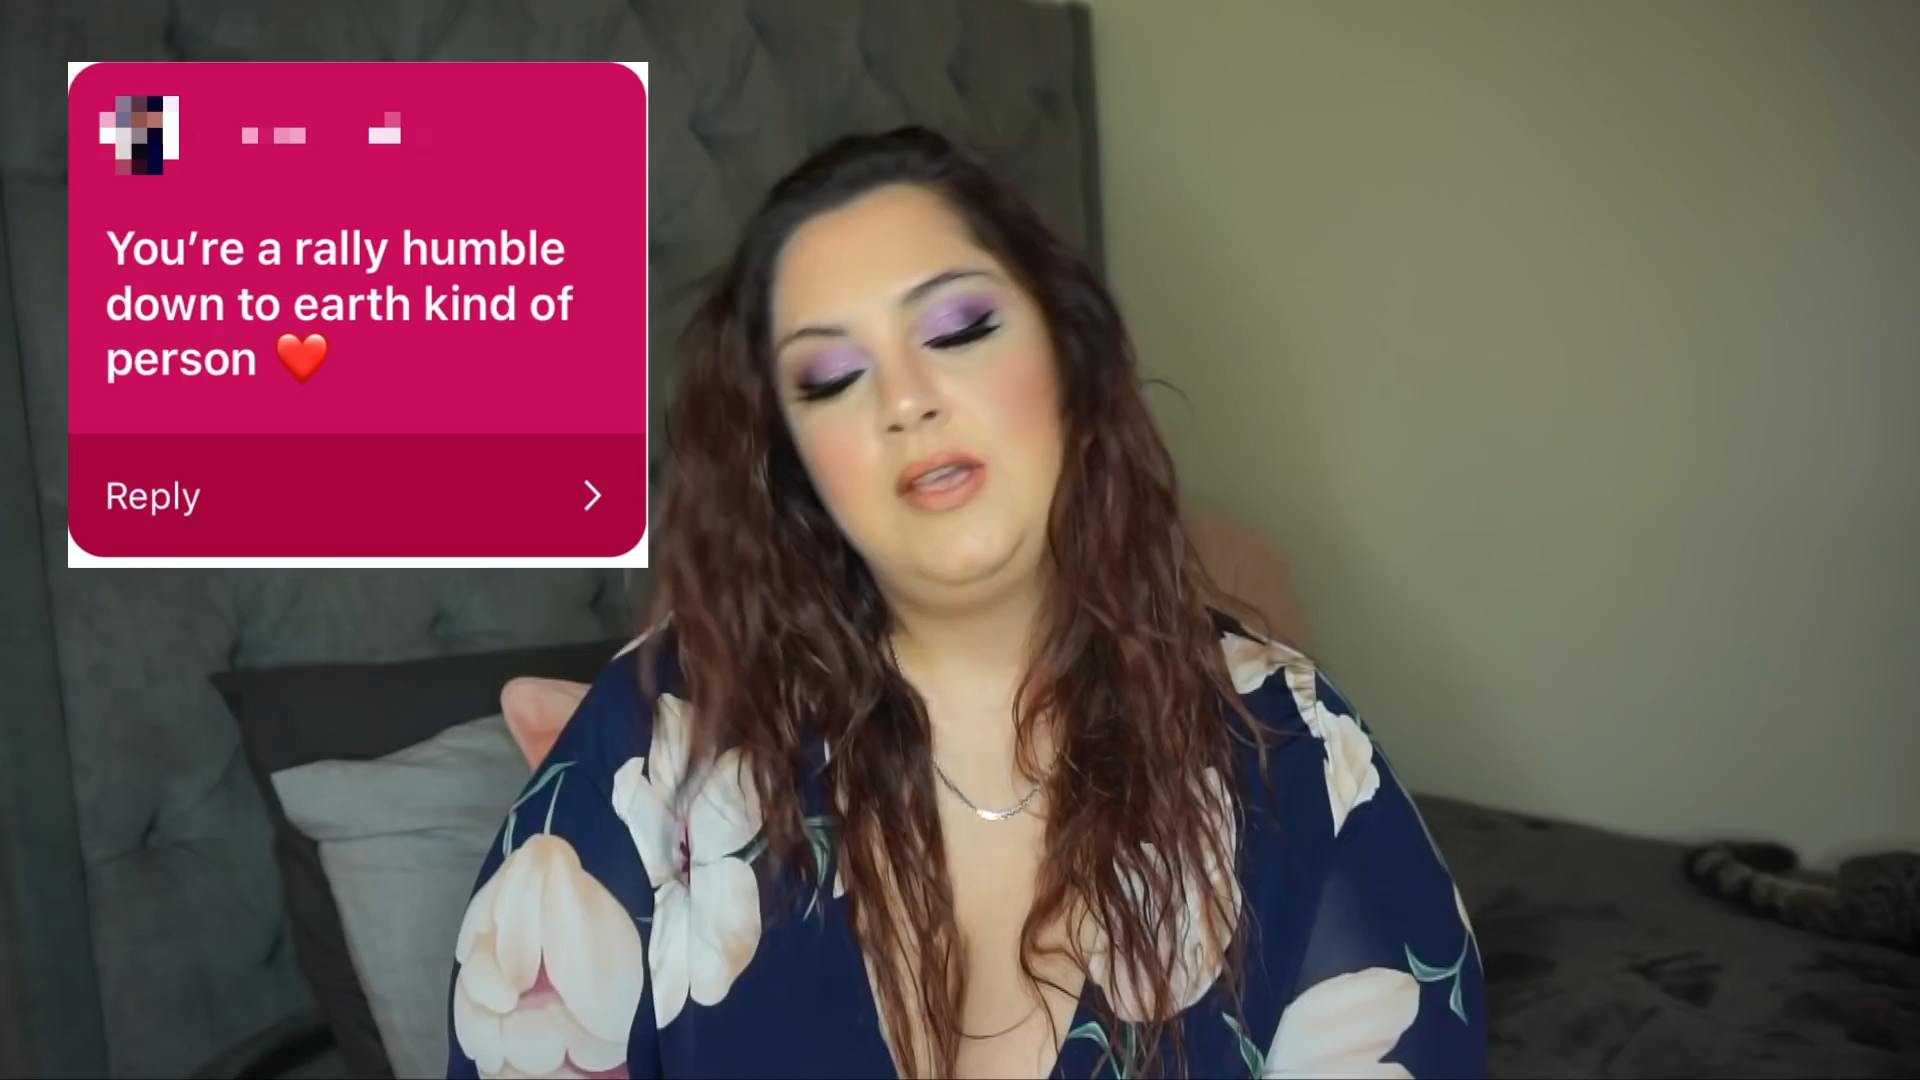 You’re a rally humble
down to earth kind of
person ❤️
Reply